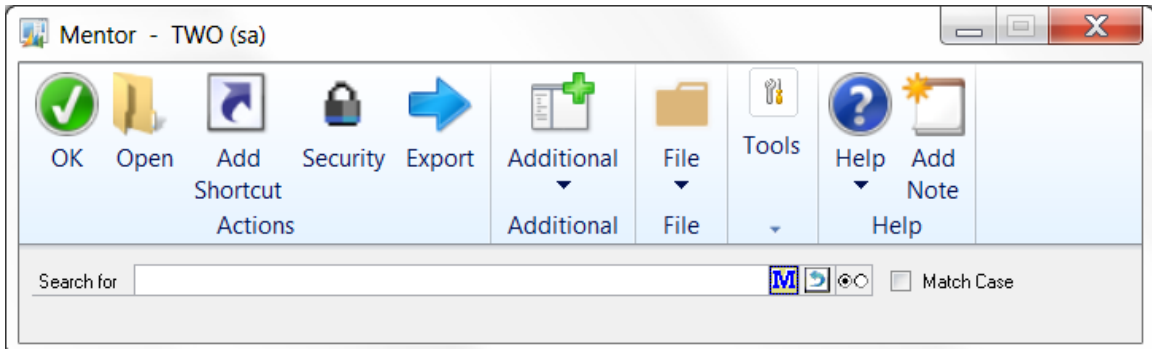 Mentor - TWO (sa)
X
OK Open Add Shortcut Security Export Additional File Tools Help Add Note
Actions Additional File Help
Search for M Match Case